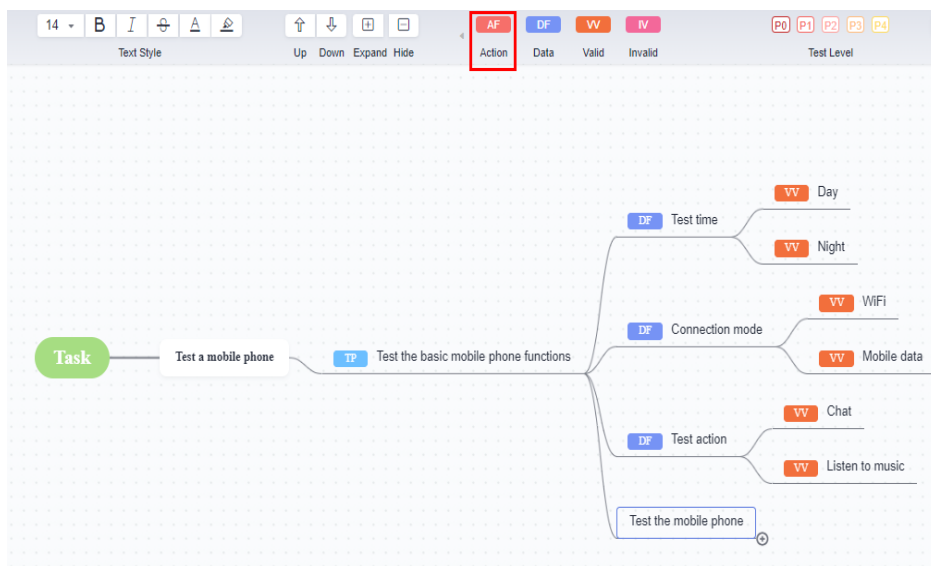 14 B I S A
AF DF VV IV P0 P1 P2 P3 P4
Text Style Up Down Expand Hide Action Data Valid Invalid Test Level
VV Day
DF Test time
VV Night
VV WiFi
DF Connection mode
Task Test a mobile phone TP Test the basic mobile phone functions
VV Mobile data
VV Chat
DF Test action
VV Listen to music
Test the mobile phone